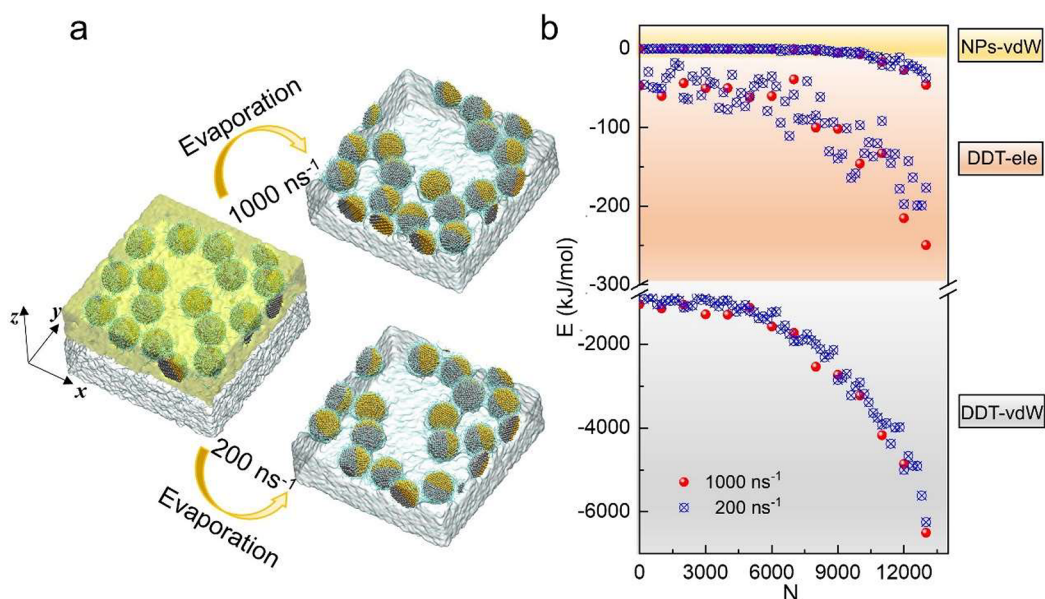 a
Evaporation
1000 ns⁻¹
z
y
x
200 ns⁻¹
Evaporation
b
E (kJ/mol)
0
-100
-200
-300
-2000
-4000
-6000
NPs-vdW
DDT-ele
DDT-vdW
1000 ns⁻¹
200 ns⁻¹
0 3000 6000 9000 12000
N